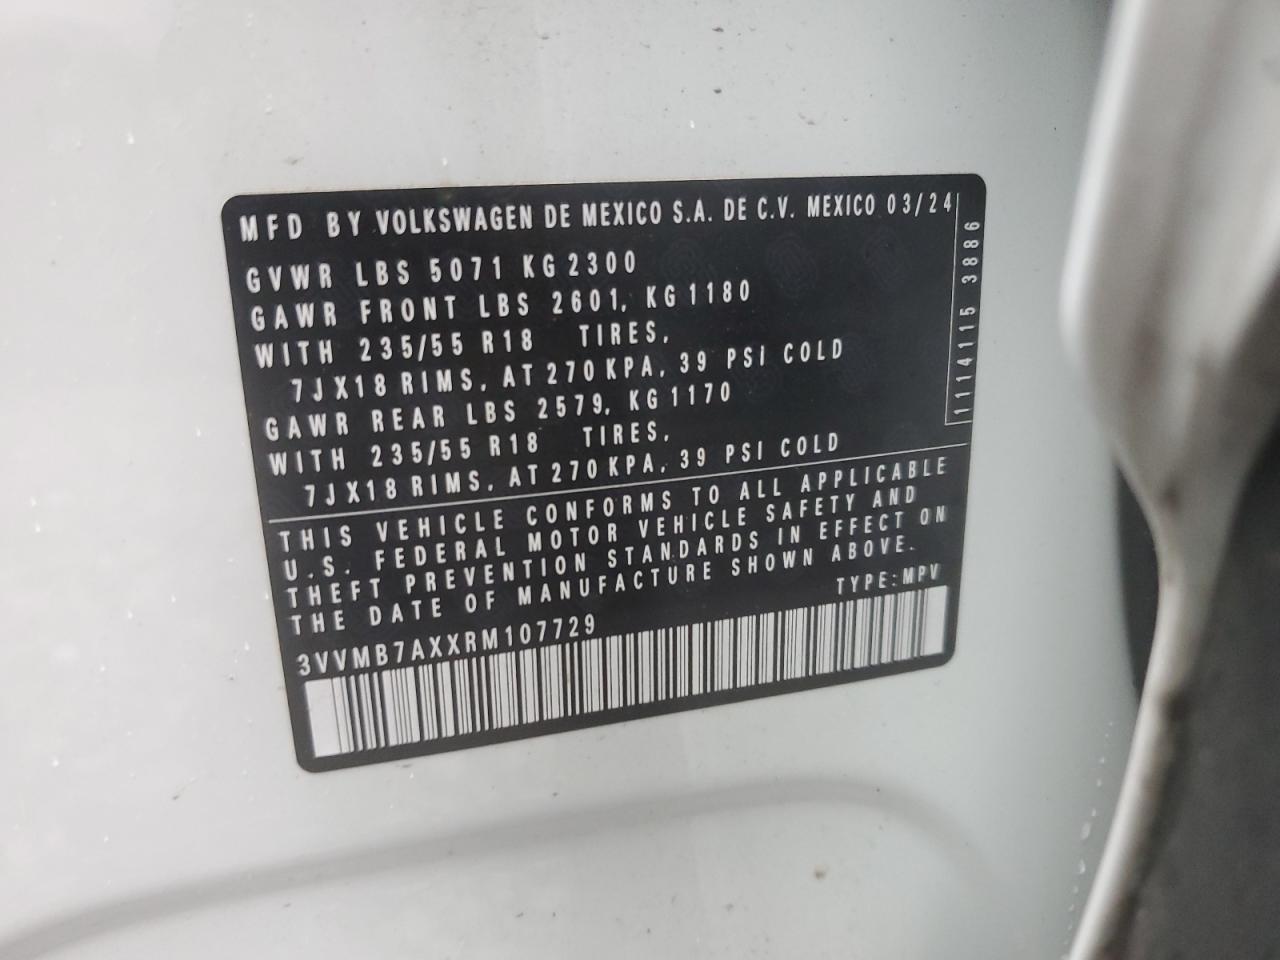 MFD BY VOLKSWAGEN DE MEXICO S.A. DE C.V. MEXICO 03/24
GVWR LBS 5071 KG 2300
GAWR FRONT LBS 2601, KG 1180
WITH 235/55 R18 TIRES,
7JX18 RIMS, AT 270 KPA, 39 PSI COLD
GAWR REAR LBS 2579, KG 1170
WITH 235/55 R18 TIRES,
7JX18 RIMS, AT 270 KPA, 39 PSI COLD
1114115 3886
THIS VEHICLE CONFORMS TO ALL APPLICABLE
U.S. FEDERAL MOTOR VEHICLE SAFETY AND
THEFT PREVENTION STANDARDS IN EFFECT ON
THE DATE OF MANUFACTURE SHOWN ABOVE.
TYPE: MPV
3VVMB7AXXRM107729